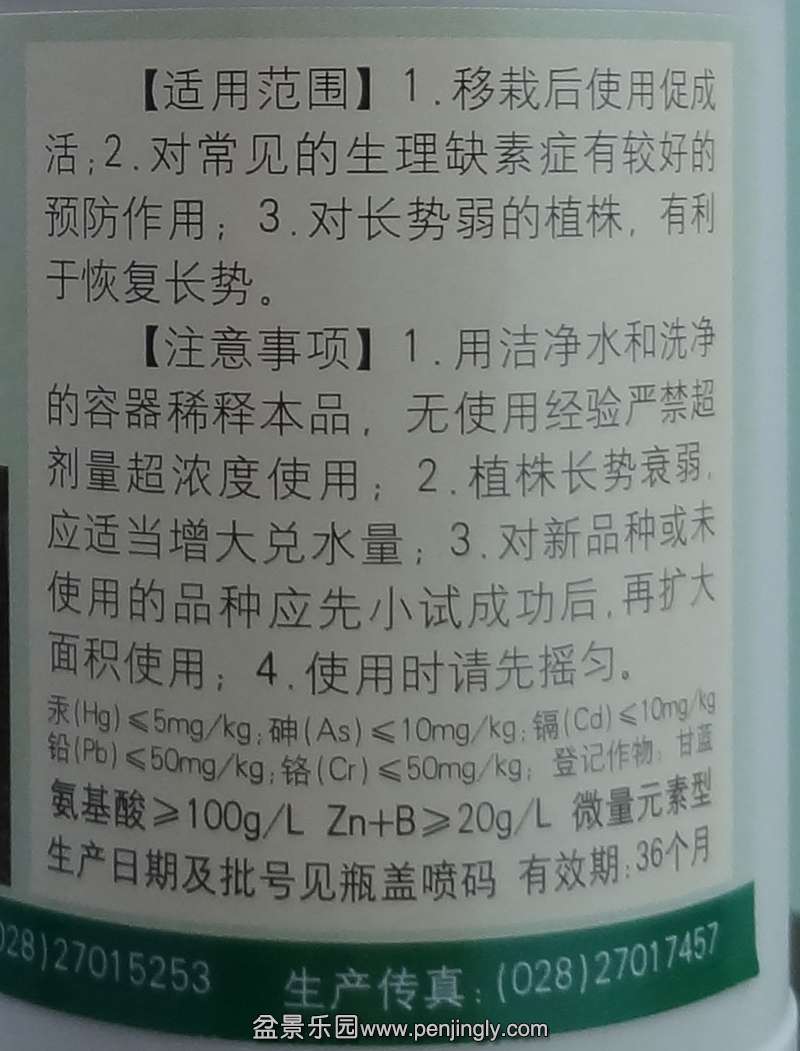 【适用范围】1.移栽后使用促成
活;2.对常见的生理缺素症有较好的
预防作用；3.对长势弱的植株，有利
于恢复长势。
【注意事项】1.用洁净水和洗净
的容器稀释本品，无使用经验严禁超
剂量超浓度使用；2.植株长势衰弱,
应适当增大兑水量；3.对新品种或未
使用的品种应先小试成功后,再扩大
面积使用；4.使用时请先摇匀。
汞(Hg)≤5mg/kg;砷(As)≤10mg/kg;镉(Cd)≤10mg/kg
铅(Pb)≤50mg/kg;铬(Cr)≤50mg/kg; 登记作物：甘蓝
氨基酸≥100g/L Zn+B≥20g/L 微量元素型
生产日期及批号见瓶盖喷码 有效期:36个月
028)27015253 生产传真:(028)27017457
盆景乐园www.penjingly.com